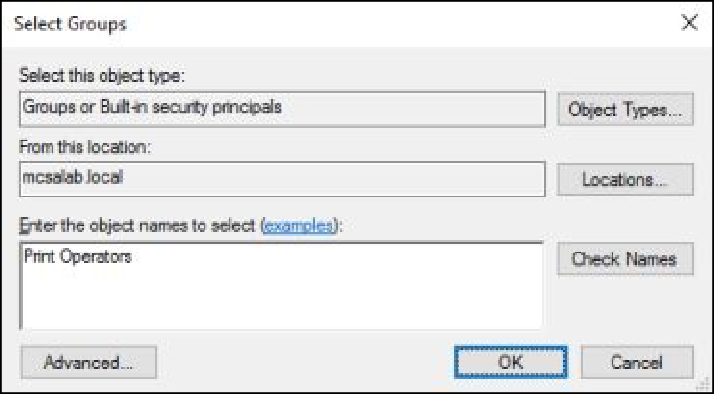 Select Groups
Select this object type:
Groups or Built-in security principals
Object Types...
From this location:
mcsalab.local
Locations...
Enter the object names to select (examples):
Print Operators
Check Names
Advanced...
OK
Cancel